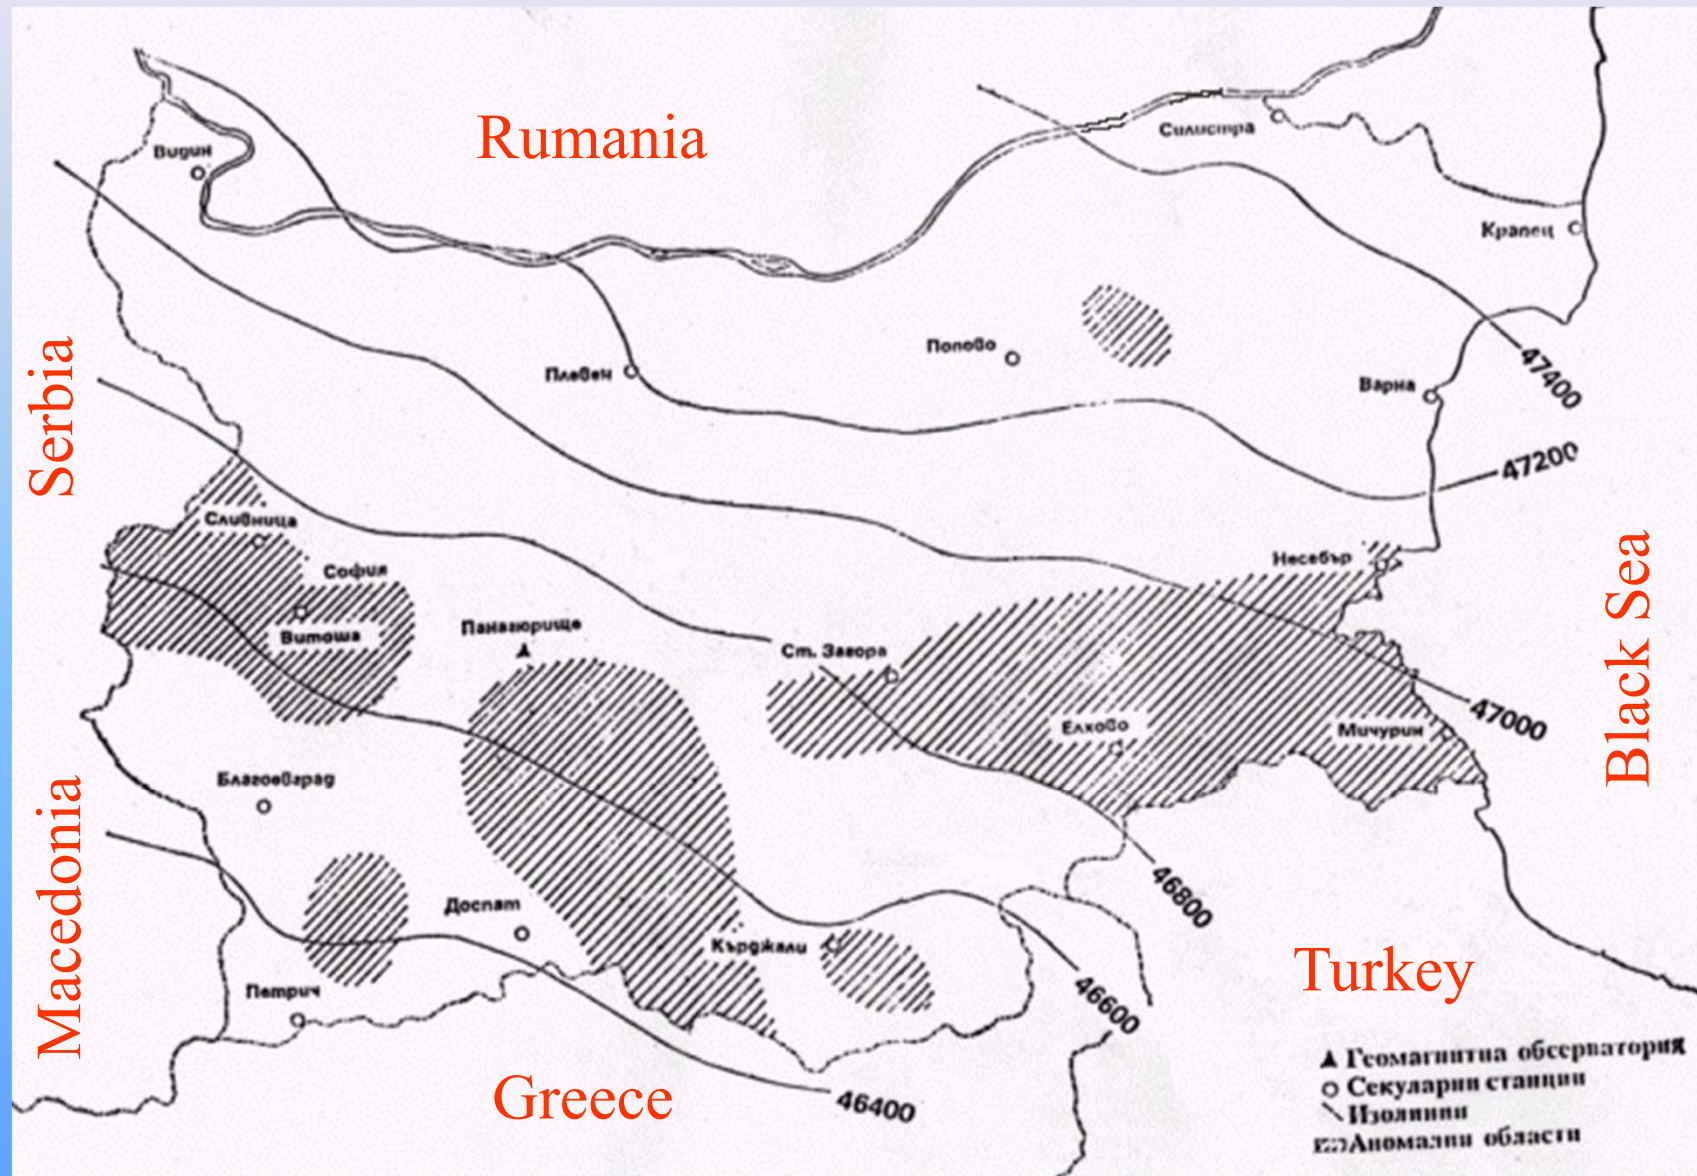 Rumania
Силистра
Видин
Крапец
Serbia
Попово
Плевен
Варна
47400
47200
Сливница
София
Несебър
Black Sea
Витоша
Панагюрище
Ст. Загора
47000
Елхово
Мичурин
Благоевград
Macedonia
46800
Доспат
Кърджали
Turkey
Петрич
46600
Greece
46400
Геомагнитна обсерватория
Секуларни станции
Изолинии
Аномални области